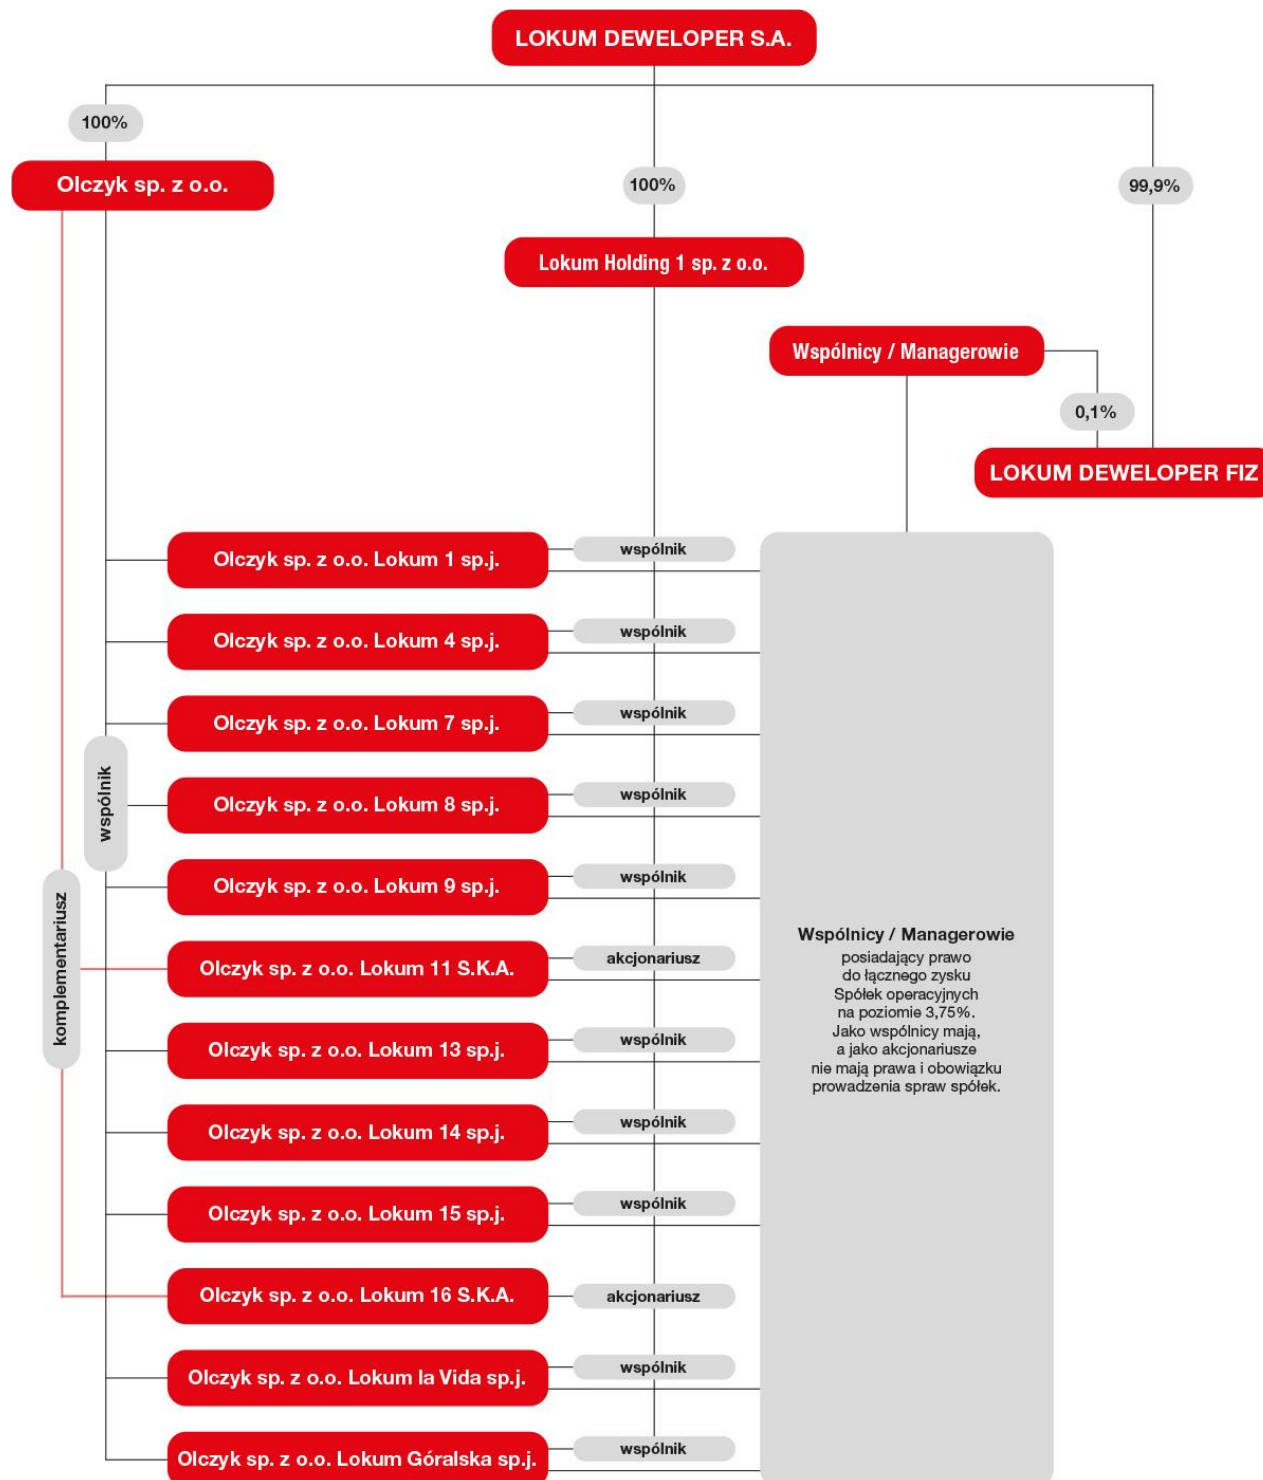 LOKUM DEWELOPER S.A.
100%
Olczyk sp. z o.o.
100%
99,9%
Lokum Holding 1 sp. z o.o.
Wspólnicy / Managerowie
0,1%
LOKUM DEWELOPER FIZ
Olczyk sp. z o.o. Lokum 1 sp.j.
wspólnik
Olczyk sp. z o.o. Lokum 4 sp.j.
wspólnik
Olczyk sp. z o.o. Lokum 7 sp.j.
wspólnik
wspólnik
Olczyk sp. z o.o. Lokum 8 sp.j.
wspólnik
Olczyk sp. z o.o. Lokum 9 sp.j.
wspólnik
komplementariusz
Olczyk sp. z o.o. Lokum 11 S.K.A.
akcjonariusz
Olczyk sp. z o.o. Lokum 13 sp.j.
wspólnik
Olczyk sp. z o.o. Lokum 14 sp.j.
wspólnik
Olczyk sp. z o.o. Lokum 15 sp.j.
wspólnik
Olczyk sp. z o.o. Lokum 16 S.K.A.
akcjonariusz
Olczyk sp. z o.o. Lokum la Vida sp.j.
wspólnik
Olczyk sp. z o.o. Lokum Góralska sp.j.
wspólnik
Wspólnicy / Managerowie
posiadający prawo
do łącznego zysku
Spółek operacyjnych
na poziomie 3,75%.
Jako wspólnicy mają,
a jako akcjonariusze
nie mają prawa i obowiązku
prowadzenia spraw spółek.